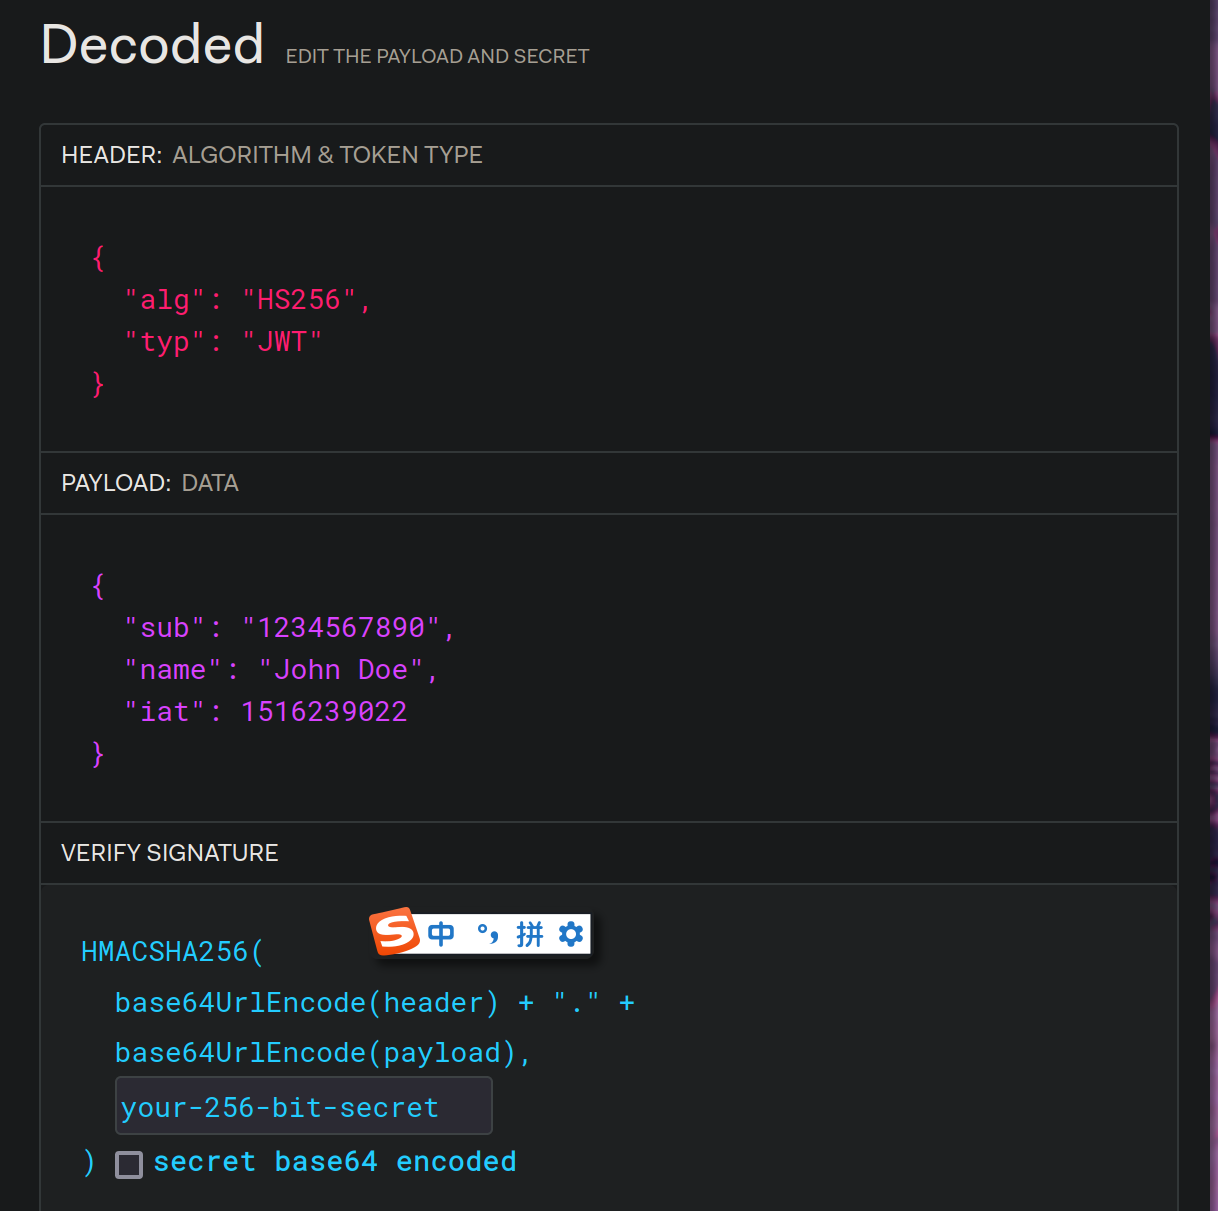 Decoded EDIT THE PAYLOAD AND SECRET
HEADER: ALGORITHM & TOKEN TYPE
{
  "alg": "HS256",
  "typ": "JWT"
}
PAYLOAD: DATA
{
  "sub": "1234567890",
  "name": "John Doe",
  "iat": 1516239022
}
VERIFY SIGNATURE
S 中 °, 拼
HMACSHA256(
  base64UrlEncode(header) + "." +
  base64UrlEncode(payload),
  your-256-bit-secret
) secret base64 encoded